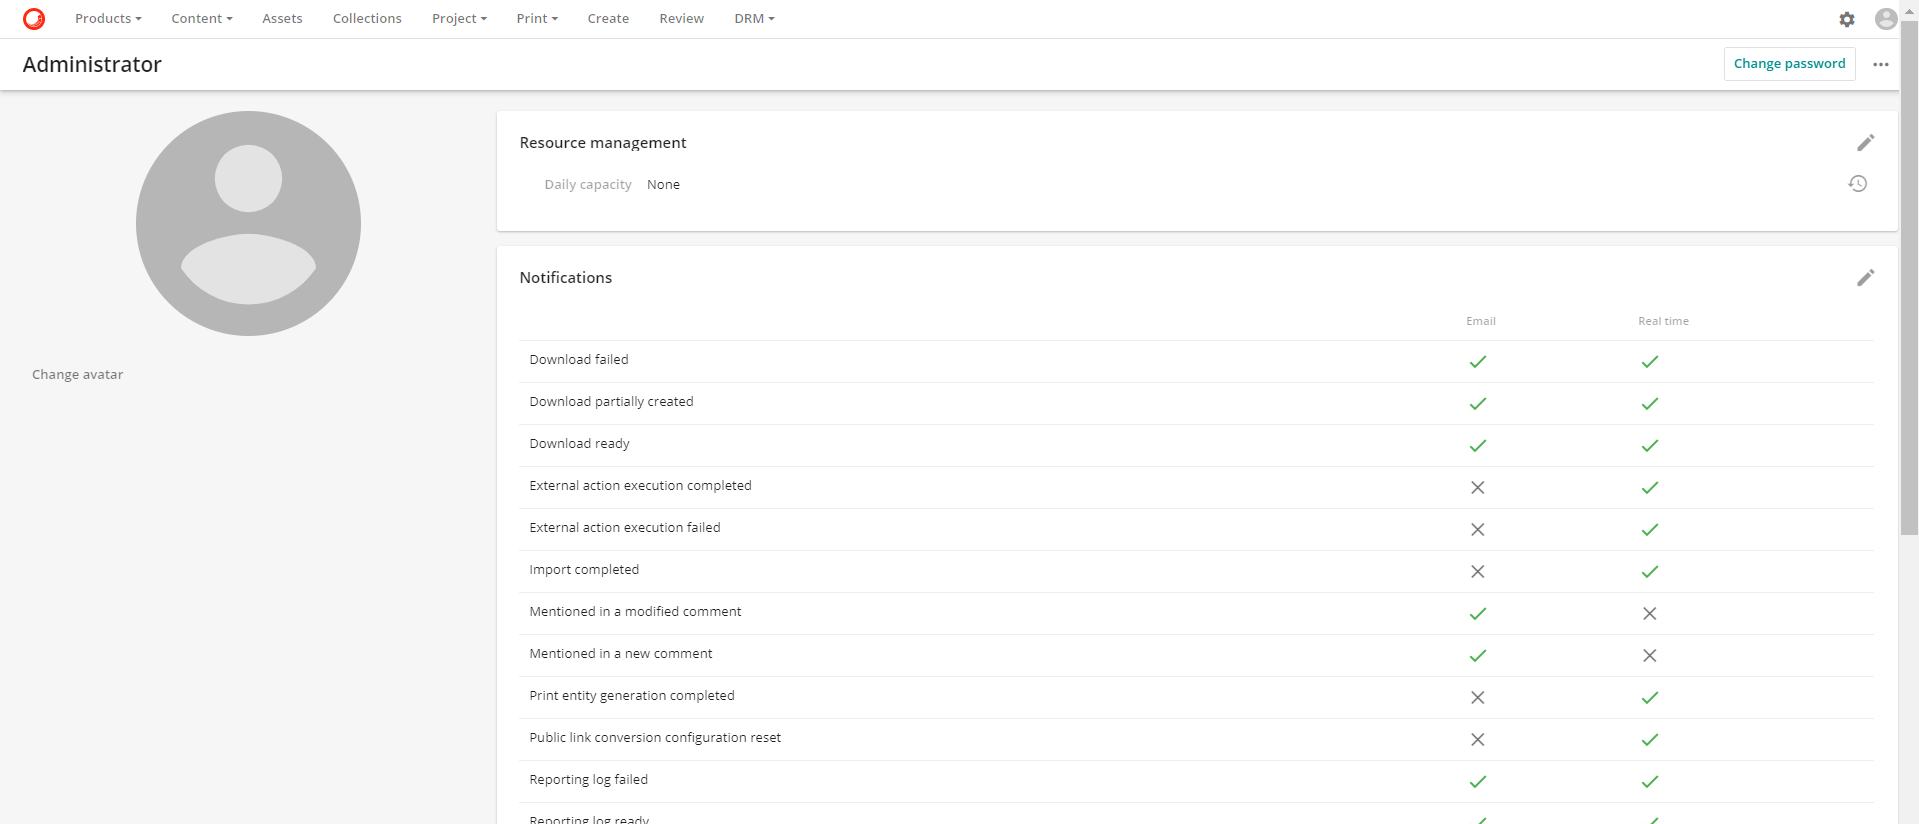 Products Content Assets Collections Project Print Create Review DRM
Administrator
Change password
Change avatar
Resource management
Daily capacity None
Notifications
Email Real time
Download failed
Download partially created
Download ready
External action execution completed
External action execution failed
Import completed
Mentioned in a modified comment
Mentioned in a new comment
Print entity generation completed
Public link conversion configuration reset
Reporting log failed
Reporting log ready